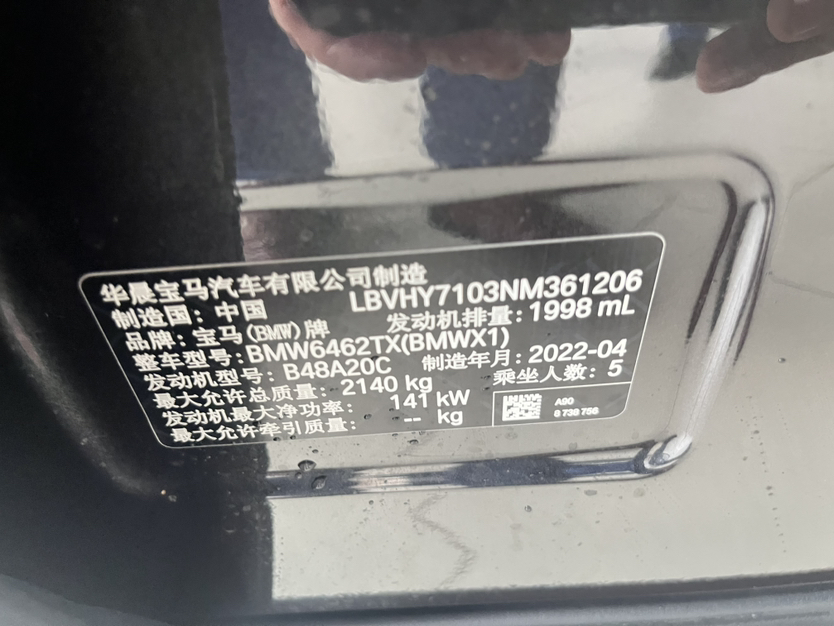 华晨宝马汽车有限公司制造
制造国：中国 LBVHY7103NM361206
品牌：宝马(BMW)牌 发动机排量：1998 mL
整车型号：BMW6462TX(BMWX1)
发动机型号：B48A20C 制造年月：2022-04
最大允许总质量：2140 kg 乘坐人数：5
发动机最大净功率：141 kW
最大允许牵引质量：-- kg
A90
8 738 756